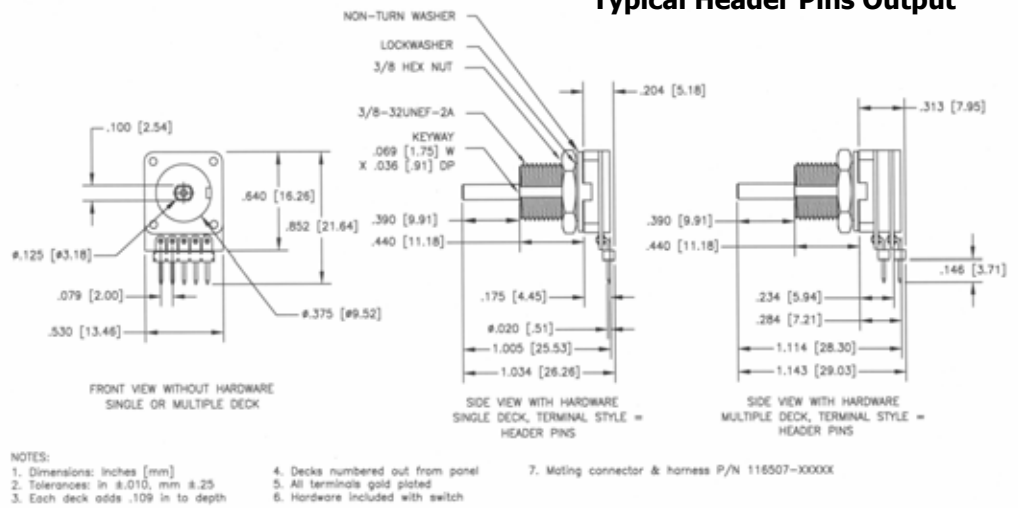 Typical Header Pins Output
NON-TURN WASHER
LOCKWASHER
3/8 HEX NUT
3/8-32UNEF-2A
KEYWAY
.069 [1.75] W
X .036 [.91] DP
.204 [5.18]
.313 [7.95]
.100 [2.54]
.640 [16.26]
.852 [21.64]
.390 [9.91]
.440 [11.18]
.390 [9.91]
.440 [11.18]
ø.125 [ø3.18]
.079 [2.00]
.530 [13.46]
ø.375 [ø9.52]
.175 [4.45]
ø.020 [.51]
1.005 [25.53]
1.034 [26.26]
.146 [3.71]
.234 [5.94]
.284 [7.21]
1.114 [28.30]
1.143 [29.03]
FRONT VIEW WITHOUT HARDWARE
SINGLE OR MULTIPLE DECK
SIDE VIEW WITH HARDWARE
SINGLE DECK, TERMINAL STYLE =
HEADER PINS
SIDE VIEW WITH HARDWARE
MULTIPLE DECK, TERMINAL STYLE =
HEADER PINS
NOTES:
1. Dimensions: Inches [mm]
2. Tolerances: in ±.010, mm ±.25
3. Each deck adds .109 in to depth
4. Decks numbered out from panel
5. All terminals gold plated
6. Hardware included with switch
7. Mating connector & harness P/N 116507-XXXXX